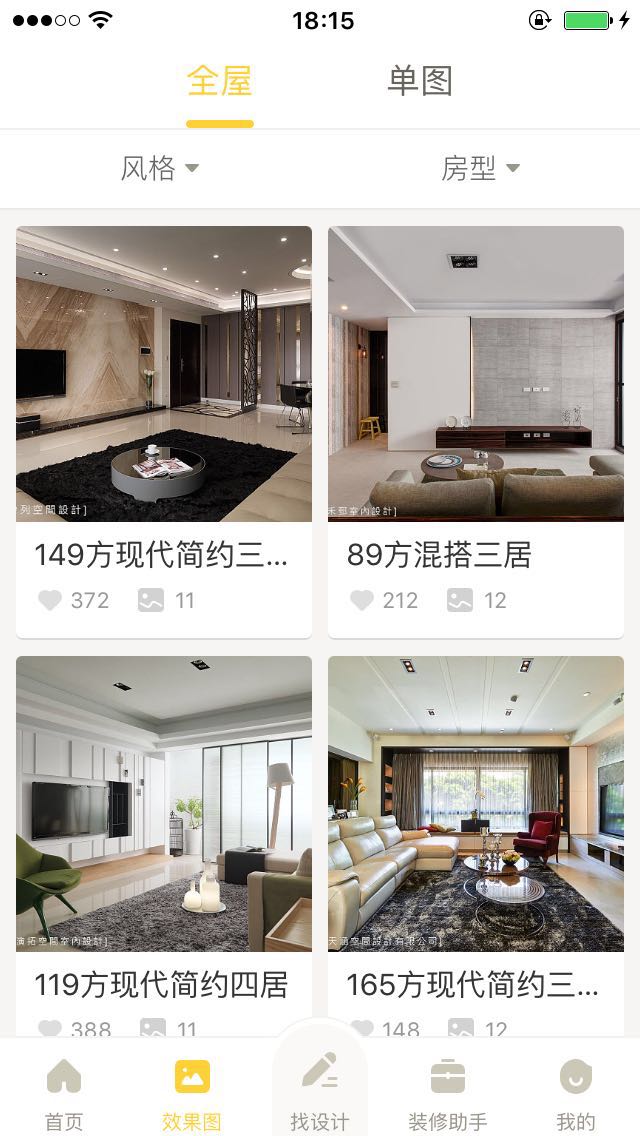 18:15
全屋
单图
风格
房型
列空間設計]
禾郅室內設計]
149方现代简约三...
89方混搭三居
372
11
212
12
演拓空間室內設計]
天涵空間設計有限公司]
119方现代简约四居
165方现代简约三...
388
11
148
12
首页
效果图
找设计
装修助手
我的